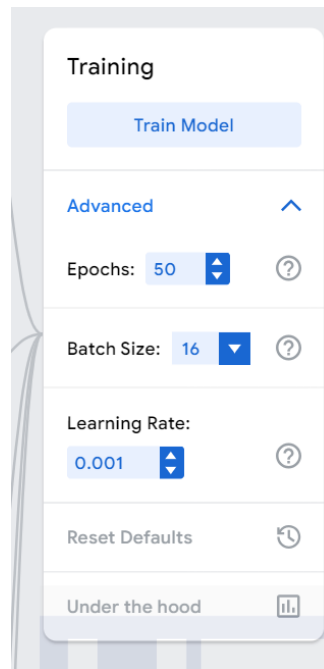 Training
Train Model
Advanced
Epochs: 50
Batch Size: 16
Learning Rate:
0.001
Reset Defaults
Under the hood